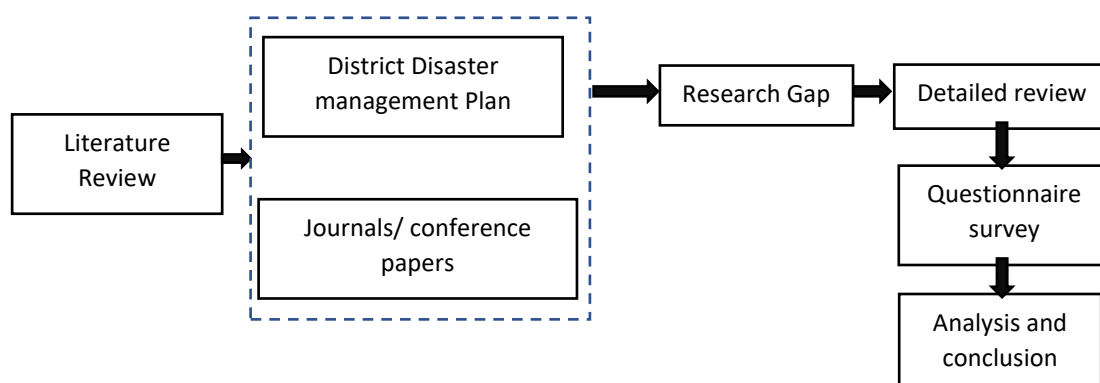 Literature
Review
District Disaster
management Plan
Journals/ conference
papers
Research Gap
Detailed review
Questionnaire
survey
Analysis and
conclusion